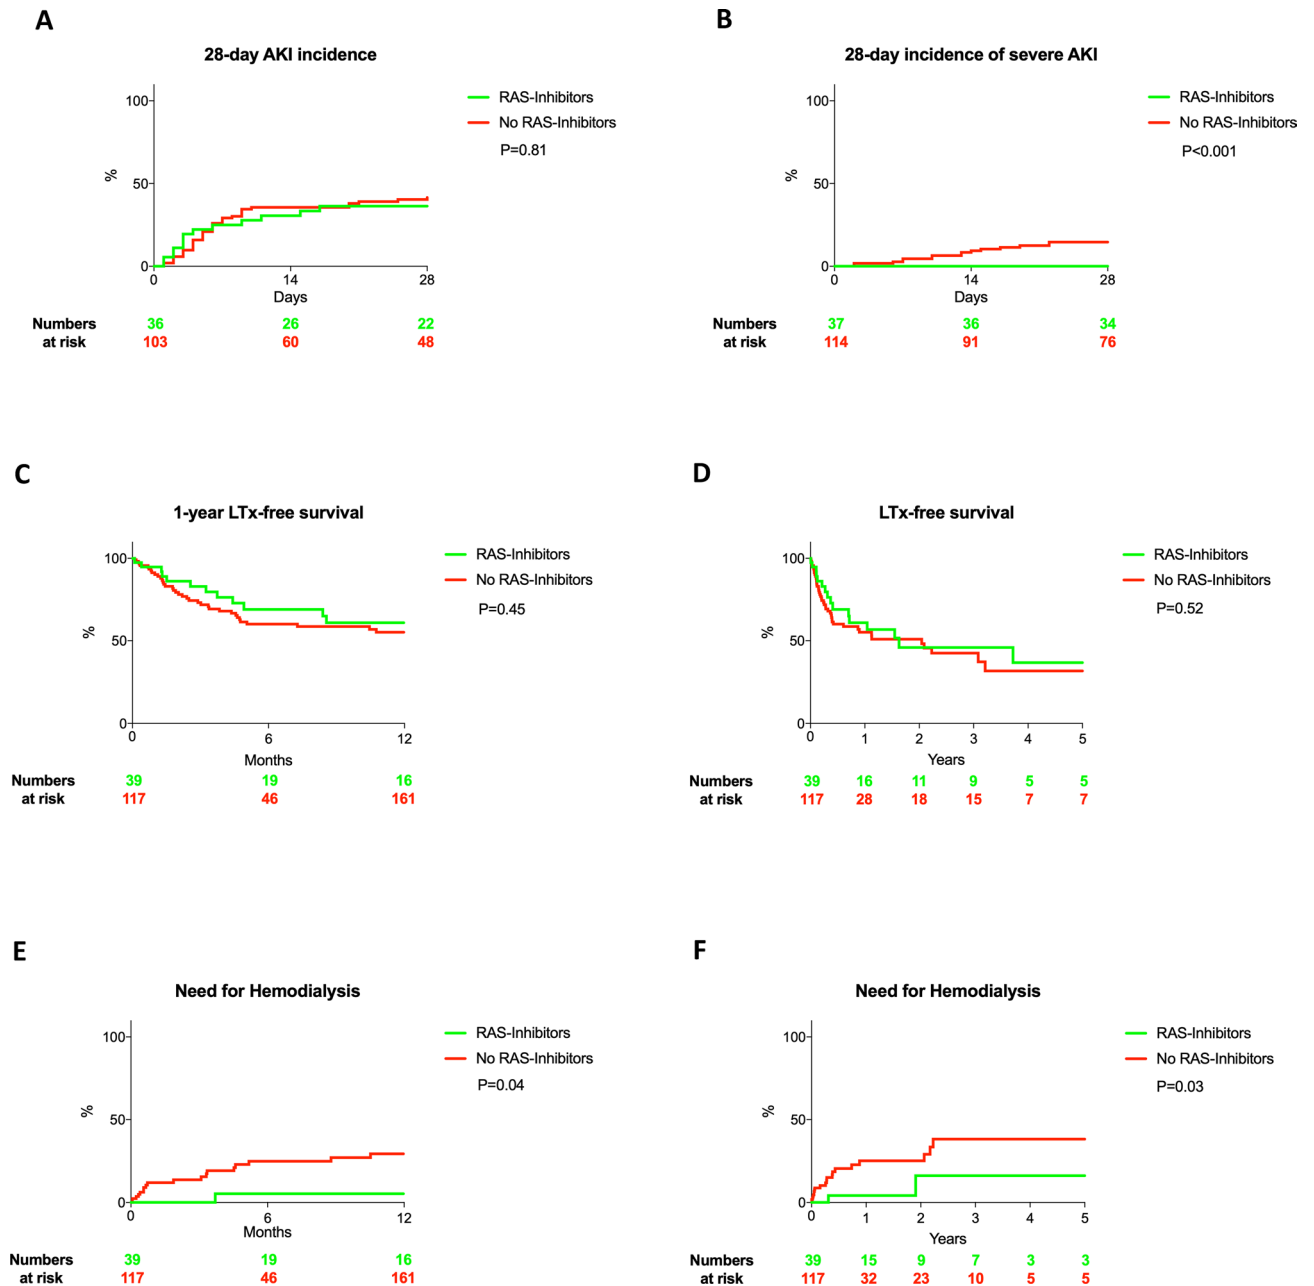 A
28-day AKI incidence
100
50
0
%
0 14 28
Days
RAS-Inhibitors
No RAS-Inhibitors
P=0.81
Numbers at risk
36 26 22
103 60 48
B
28-day incidence of severe AKI
100
50
0
%
0 14 28
Days
RAS-Inhibitors
No RAS-Inhibitors
P<0.001
Numbers at risk
37 36 34
114 91 76
C
1-year LTx-free survival
100
50
0
%
0 6 12
Months
RAS-Inhibitors
No RAS-Inhibitors
P=0.45
Numbers at risk
39 19 16
117 46 161
D
LTx-free survival
100
50
0
%
0 1 2 3 4 5
Years
RAS-Inhibitors
No RAS-Inhibitors
P=0.52
Numbers at risk
39 16 11 9 5 5
117 28 18 15 7 7
E
Need for Hemodialysis
100
50
0
%
0 6 12
Months
RAS-Inhibitors
No RAS-Inhibitors
P=0.04
Numbers at risk
39 19 16
117 46 161
F
Need for Hemodialysis
100
50
0
%
0 1 2 3 4 5
Years
RAS-Inhibitors
No RAS-Inhibitors
P=0.03
Numbers at risk
39 15 9 7 3 3
117 32 23 10 5 5